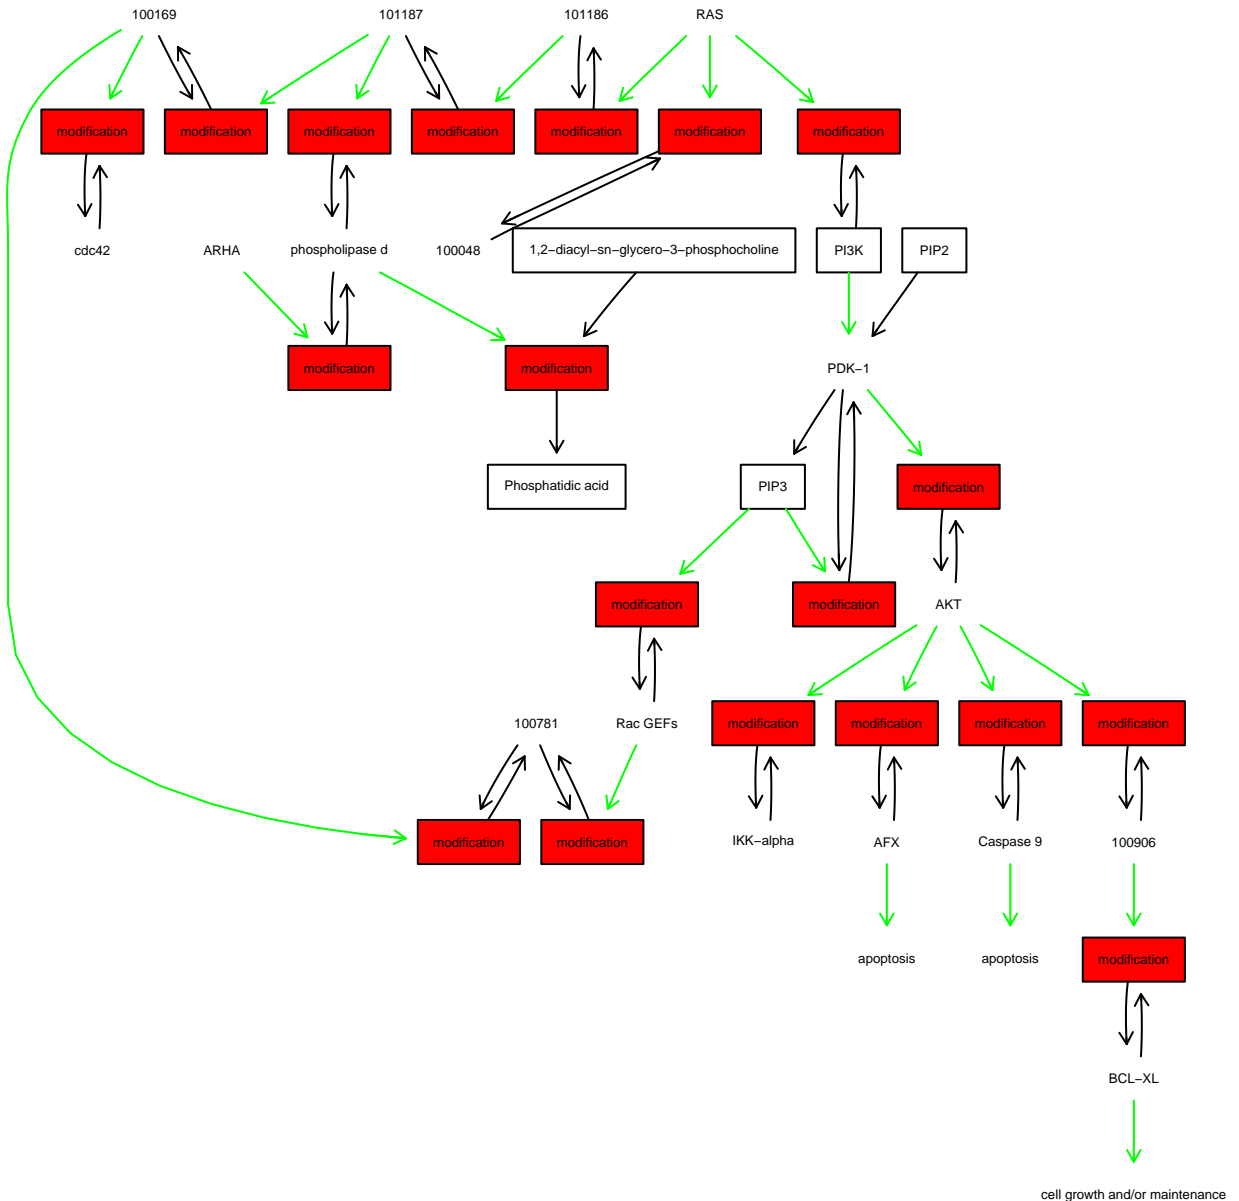 100169
101187
101186
RAS
modification
modification
modification
modification
modification
modification
modification
cdc42
ARHA
phospholipase d
100048
1,2−diacyl−sn−glycero−3−phosphocholine
PI3K
PIP2
modification
modification
PDK−1
Phosphatidic acid
PIP3
modification
modification
modification
AKT
100781
Rac GEFs
modification
modification
modification
modification
modification
modification
IKK−alpha
AFX
Caspase 9
100906
apoptosis
apoptosis
modification
BCL−XL
cell growth and/or maintenance